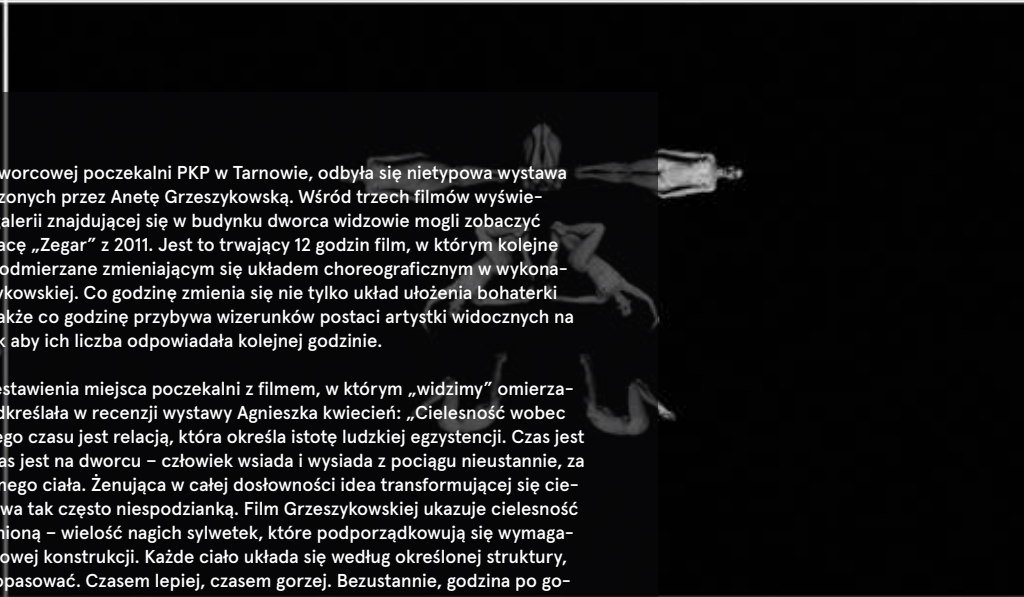 worcowej poczekalni PKP w Tarnowie, odbyła się nietypowa wystawa
zonych przez Anetę Grzeszykowską. Wśród trzech filmów wyświe-
alerii znajdującej się w budynku dworca widzowie mogli zobaczyć
acę „Zegar” z 2011. Jest to trwający 12 godzin film, w którym kolejne
odmierzane zmieniającym się układem choreograficznym w wykona-
ykowskiej. Co godzinę zmienia się nie tylko układ ułożenia bohaterki
akże co godzinę przybywa wizerunków postaci artystki widocznych na
k aby ich liczba odpowiadała kolejnej godzinie.
estawienia miejsca poczekalni z filmem, w którym „widzimy” omierza-
dkreślała w recenzji wystawy Agnieszka kwiecień: „Cielesność wobec
ego czasu jest relacją, która określa istotę ludzkiej egzystencji. Czas jest
as jest na dworcu – człowiek wsiada i wysiada z pociągu nieustannie, za
nego ciała. Żenująca w całej dosłowności idea transformującej się cie-
wa tak często niespodzianką. Film Grzeszykowskiej ukazuje cielesność
nioną – wielość nagich sylwetek, które podporządkowują się wymaga-
owej konstrukcji. Każde ciało układa się według określonej struktury,
opasować. Czasem lepiej, czasem gorzej. Bezustannie, godzina po go-